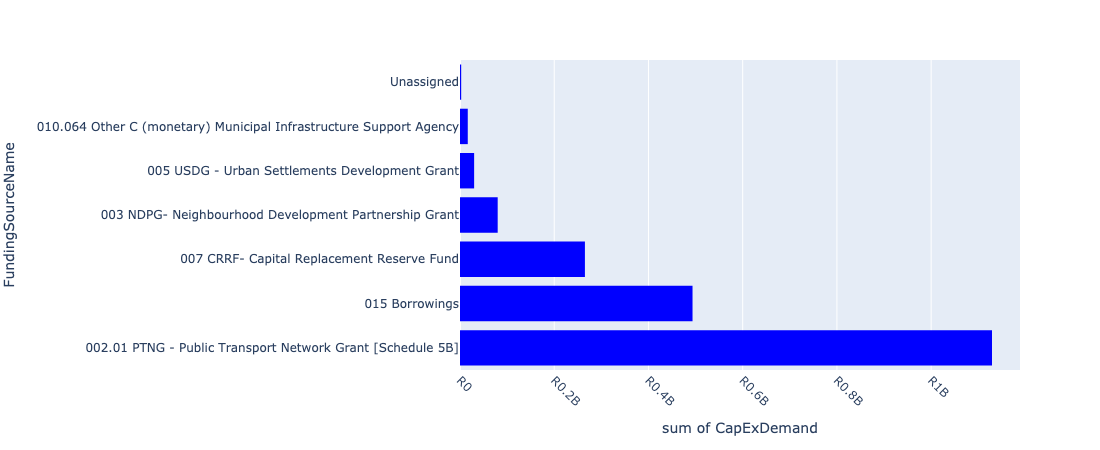 Unassigned
010.064 Other C (monetary) Municipal Infrastructure Support Agency
005 USDG - Urban Settlements Development Grant
003 NDPG- Neighbourhood Development Partnership Grant
007 CRRF- Capital Replacement Reserve Fund
015 Borrowings
002.01 PTNG - Public Transport Network Grant [Schedule 5B]
FundingSourceName
R0
R0.2B
R0.4B
R0.6B
R0.8B
R1B
sum of CapExDemand